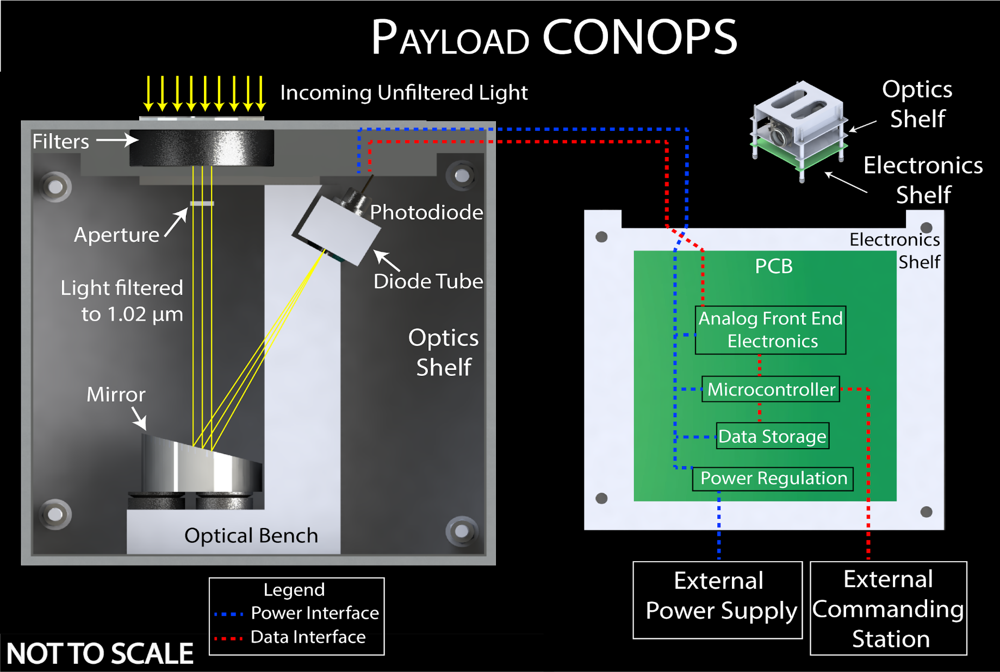 PAYLOAD CONOPS
Incoming Unfiltered Light
Optics
Shelf
Electronics
Shelf
Filters
Aperture
Photodiode
Diode Tube
Light filtered
to 1.02 µm
Optics
Shelf
Mirror
Optical Bench
Electronics
Shelf
PCB
Analog Front End
Electronics
Microcontroller
Data Storage
Power Regulation
External
Power Supply
External
Commanding
Station
Legend
Power Interface
Data Interface
NOT TO SCALE